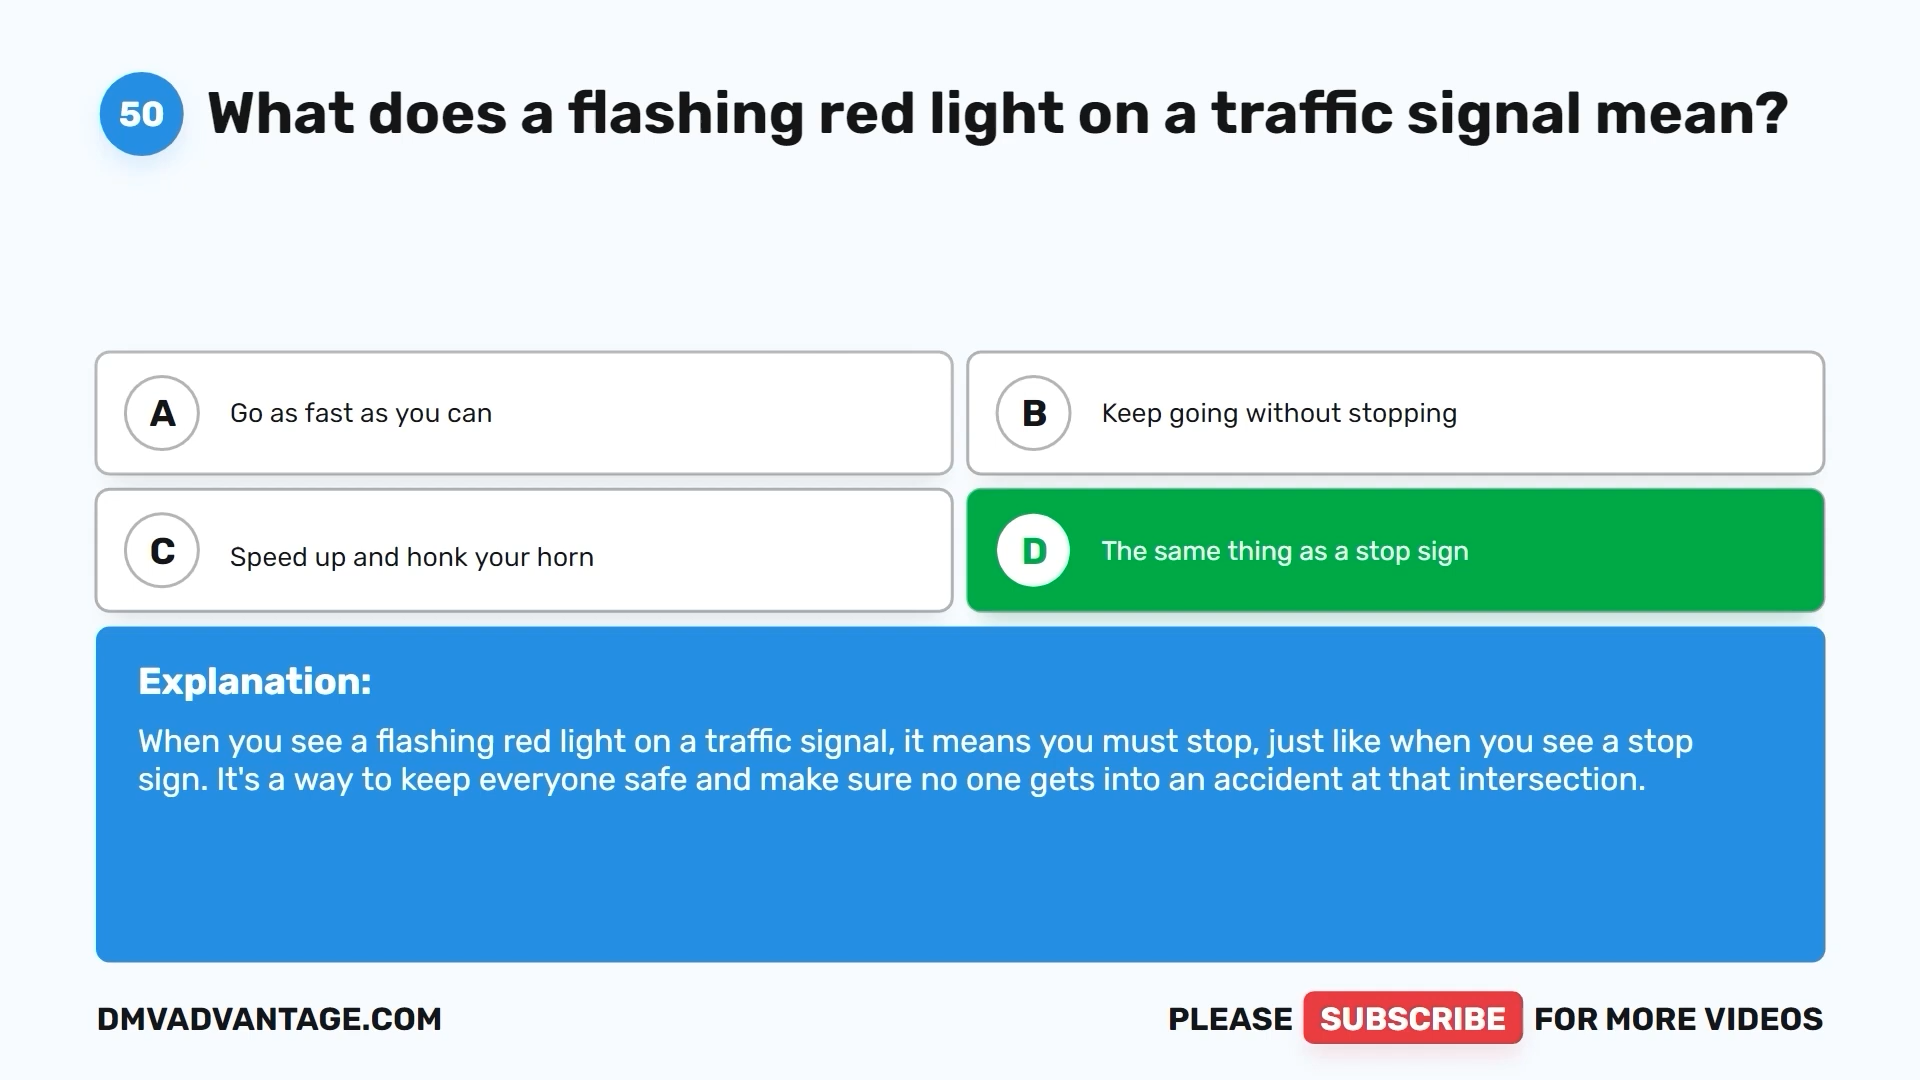 50 What does a flashing red light on a traffic signal mean?
A Go as fast as you can
B Keep going without stopping
C Speed up and honk your horn
D The same thing as a stop sign
Explanation:
When you see a flashing red light on a traffic signal, it means you must stop, just like when you see a stop
sign. It's a way to keep everyone safe and make sure no one gets into an accident at that intersection.
DMVADVANTAGE.COM
PLEASE SUBSCRIBE FOR MORE VIDEOS